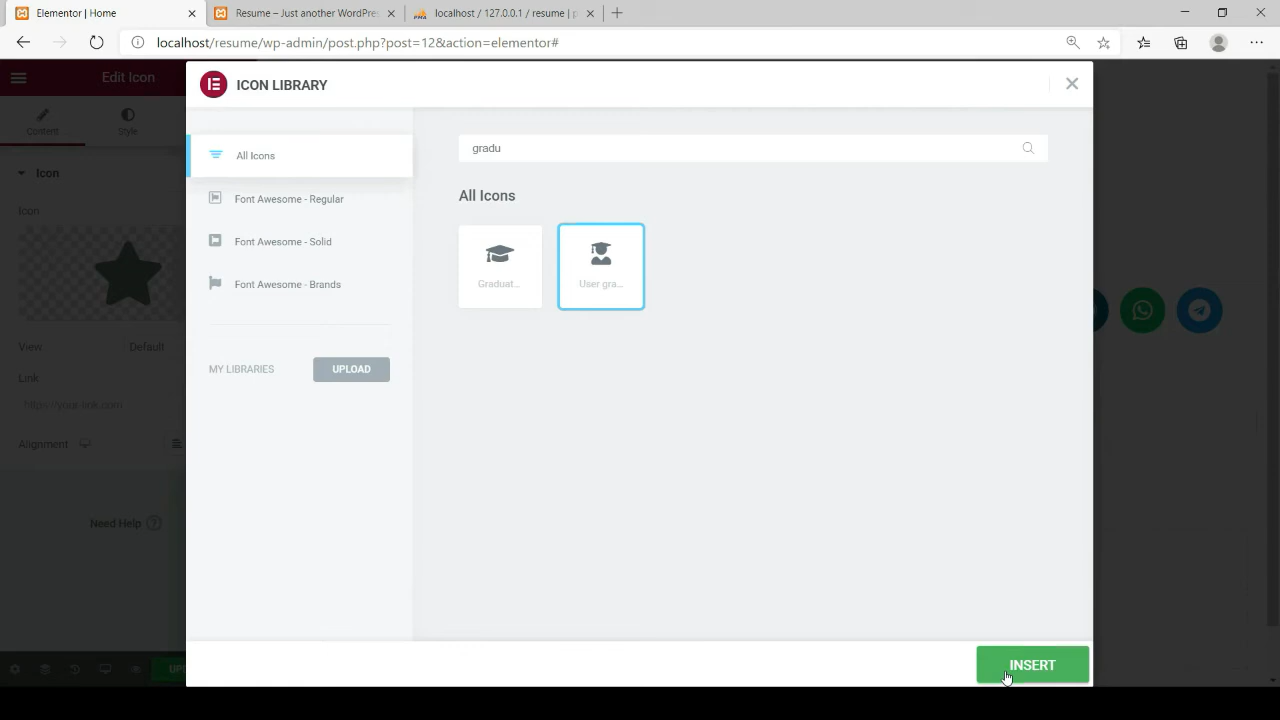 Elementor | Home
Resume – Just another WordPres
localhost / 127.0.0.1 / resume | p
localhost/resume/wp-admin/post.php?post=12&action=elementor#
Edit Icon
ICON LIBRARY
Content
Style
All Icons
gradu
Icon
Font Awesome - Regular
All Icons
Icon
Font Awesome - Solid
Graduat...
User gra...
Font Awesome - Brands
View
Default
MY LIBRARIES
UPLOAD
Link
https://your-link.com
Alignment
Need Help
UP
INSERT